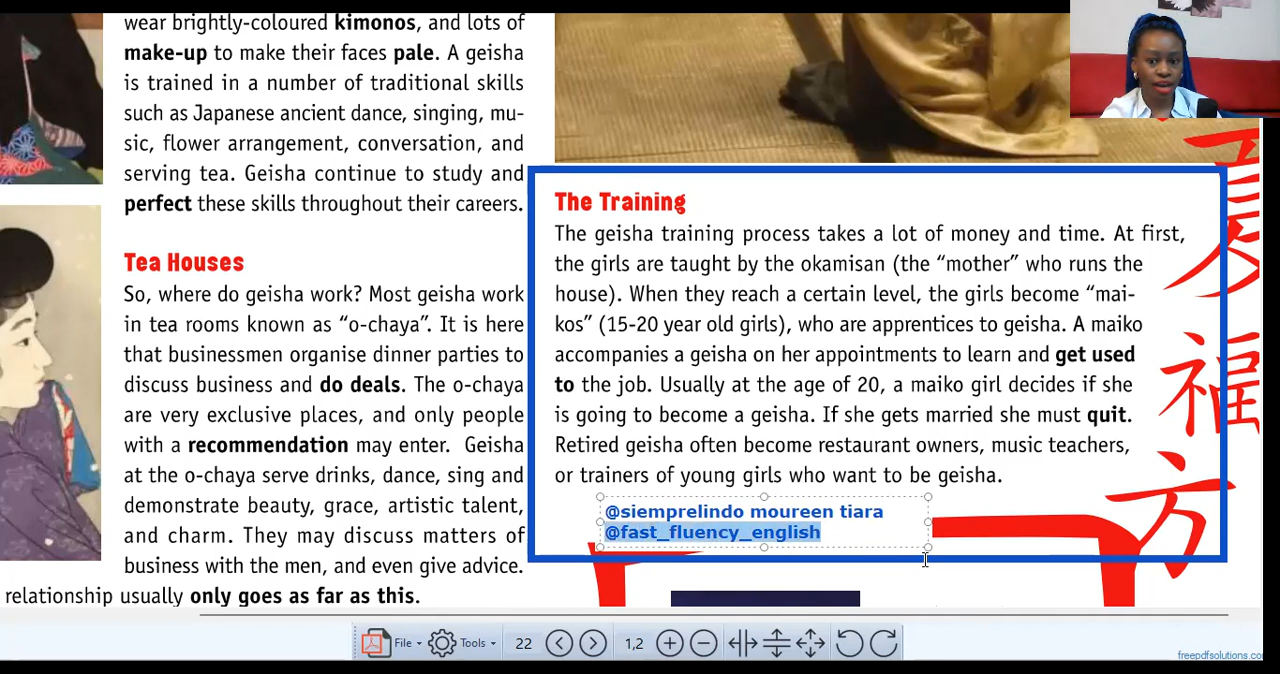 wear brightly-coloured kimonos, and lots of
make-up to make their faces pale. A geisha
is trained in a number of traditional skills
such as Japanese ancient dance, singing, mu-
sic, flower arrangement, conversation, and
serving tea. Geisha continue to study and
perfect these skills throughout their careers.
Tea Houses
So, where do geisha work? Most geisha work
in tea rooms known as “o-chaya”. It is here
that businessmen organise dinner parties to
discuss business and do deals. The o-chaya
are very exclusive places, and only people
with a recommendation may enter. Geisha
at the o-chaya serve drinks, dance, sing and
demonstrate beauty, grace, artistic talent,
and charm. They may discuss matters of
business with the men, and even give advice.
relationship usually only goes as far as this.
The Training
The geisha training process takes a lot of money and time. At first,
the girls are taught by the okamisan (the “mother” who runs the
house). When they reach a certain level, the girls become “mai-
kos” (15-20 year old girls), who are apprentices to geisha. A maiko
accompanies a geisha on her appointments to learn and get used
to the job. Usually at the age of 20, a maiko girl decides if she
is going to become a geisha. If she gets married she must quit.
Retired geisha often become restaurant owners, music teachers,
or trainers of young girls who want to be geisha.
@siemprelindo moureen tiara
@fast_fluency_english
福
方
File
Tools
22
1,2